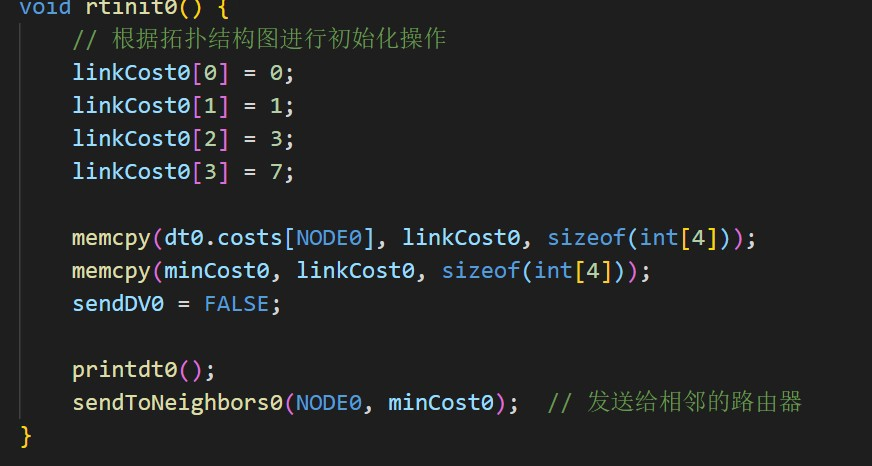 void rtinit0() {
// 根据拓扑结构图进行初始化操作
linkCost0[0] = 0;
linkCost0[1] = 1;
linkCost0[2] = 3;
linkCost0[3] = 7;
memcpy(dt0.costs[NODE0], linkCost0, sizeof(int[4]));
memcpy(minCost0, linkCost0, sizeof(int[4]));
sendDV0 = FALSE;
printdt0();
sendToNeighbors0(NODE0, minCost0);  // 发送给相邻的路由器
}